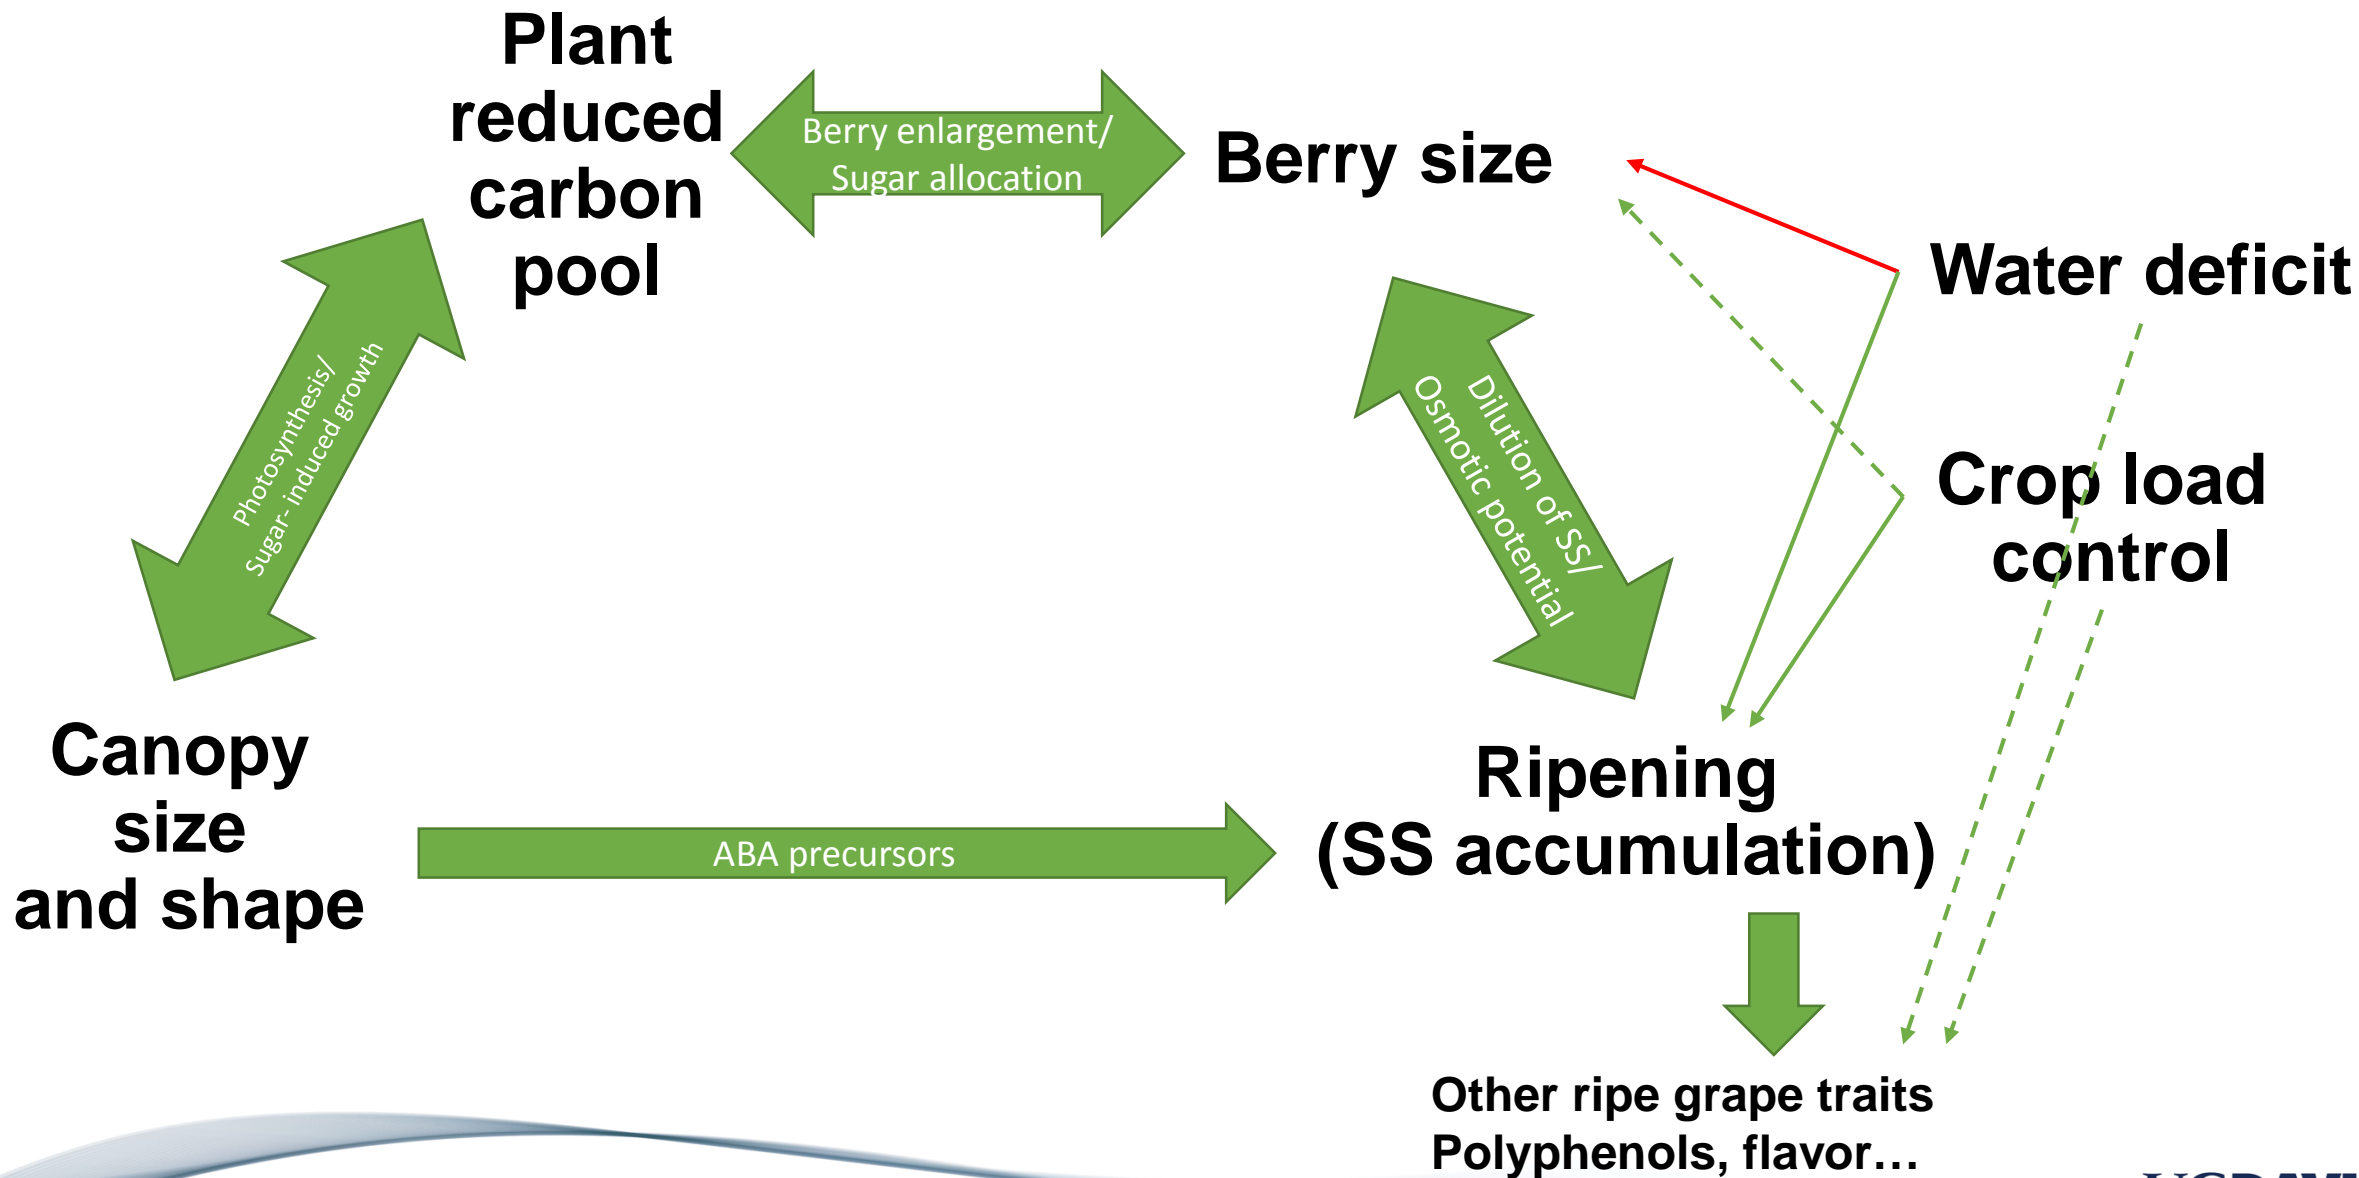 Plant
reduced
carbon
pool
Berry enlargement/
Sugar allocation
Berry size
Water deficit
Photosynthesis/
Sugar- induced growth
Dilution of SS/
Osmotic potential
Crop load
control
Canopy
size
and shape
ABA precursors
Ripening
(SS accumulation)
Other ripe grape traits
Polyphenols, flavor…